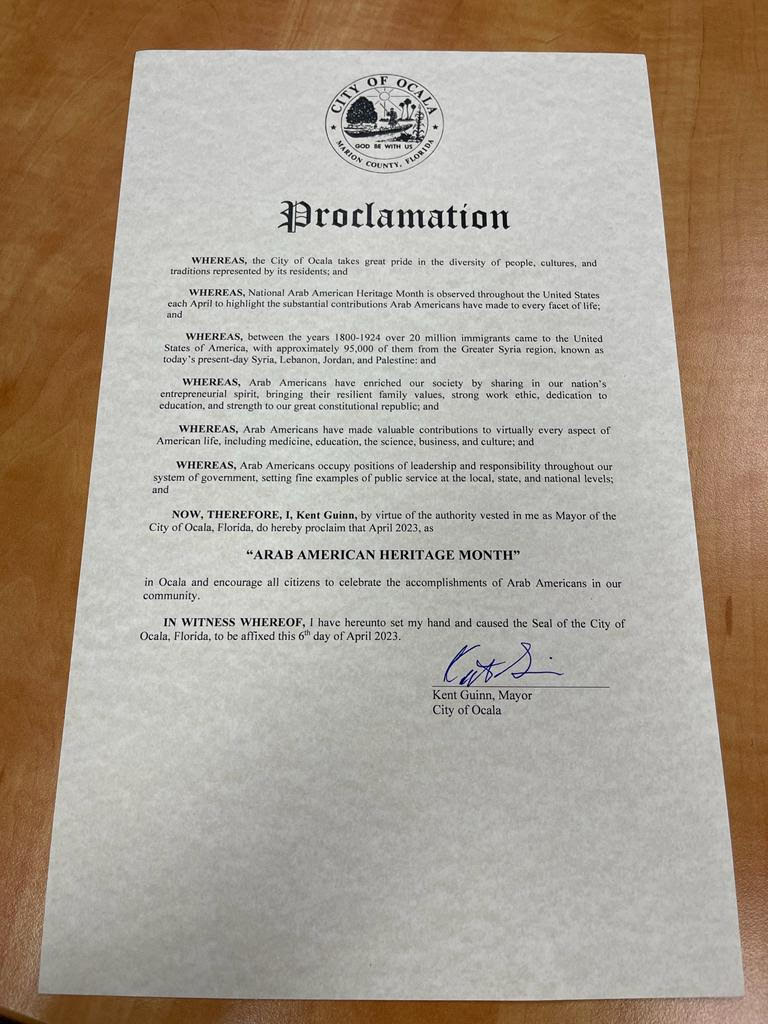 CITY OF OCALA
GOD BE WITH US
MARION COUNTY, FLORIDA
Proclamation
WHEREAS, the City of Ocala takes great pride in the diversity of people, cultures, and
traditions represented by its residents; and
WHEREAS, National Arab American Heritage Month is observed throughout the United States
each April to highlight the substantial contributions Arab Americans have made to every facet of life;
and
WHEREAS, between the years 1800-1924 over 20 million immigrants came to the United
States of America, with approximately 95,000 of them from the Greater Syria region, known as
today's present-day Syria, Lebanon, Jordan, and Palestine: and
WHEREAS, Arab Americans have enriched our society by sharing in our nation's
entrepreneurial spirit, bringing their resilient family values, strong work ethic, dedication to
education, and strength to our great constitutional republic; and
WHEREAS, Arab Americans have made valuable contributions to virtually every aspect of
American life, including medicine, education, the science, business, and culture; and
WHEREAS, Arab Americans occupy positions of leadership and responsibility throughout our
system of government, setting fine examples of public service at the local, state, and national levels;
and
NOW, THEREFORE, I, Kent Guinn, by virtue of the authority vested in me as Mayor of the
City of Ocala, Florida, do hereby proclaim that April 2023, as
“ARAB AMERICAN HERITAGE MONTH”
in Ocala and encourage all citizens to celebrate the accomplishments of Arab Americans in our
community.
IN WITNESS WHEREOF, I have hereunto set my hand and caused the Seal of the City of
Ocala, Florida, to be affixed this 6th day of April 2023.
Kent Guinn, Mayor
City of Ocala